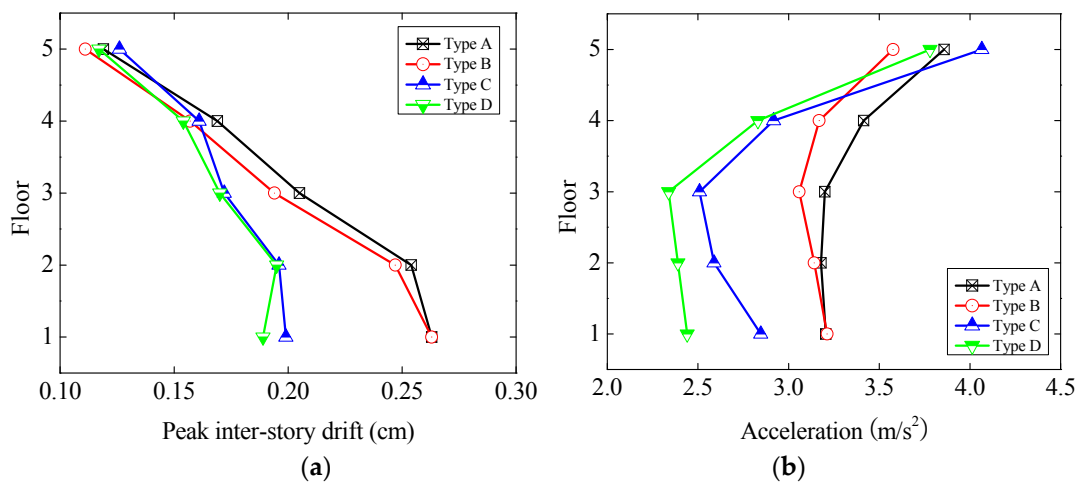 5
4
3
2
1
Floor
0.10 0.15 0.20 0.25 0.30
Peak inter-story drift (cm)
Type A
Type B
Type C
Type D
(a)
5
4
3
2
1
Floor
2.0 2.5 3.0 3.5 4.0 4.5
Acceleration (m/s²)
Type A
Type B
Type C
Type D
(b)